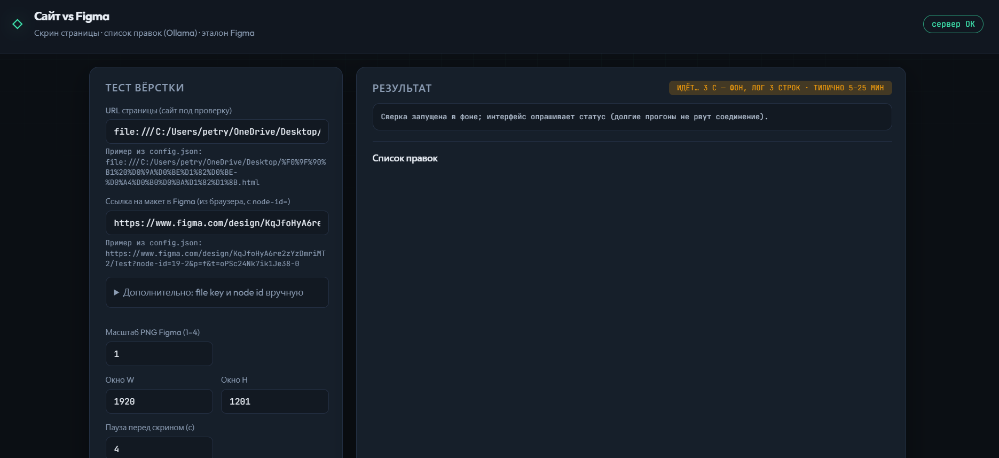 Сайт vs Figma
Скрин страницы · список правок (Ollama) · эталон Figma
сервер OK
ТЕСТ ВЁРСТКИ
URL страницы (сайт под проверку)
file:///C:/Users/petry/OneDrive/Desktop/
Пример из config.json:
file:///C:/Users/petry/OneDrive/Desktop/%F0%9F%90%
B1%20%D0%9A%D0%BE%D1%82%D0%BE-
%D0%A4%D0%B0%D0%BA%D1%82%D1%8B.html
Ссылка на макет в Figma (из браузера, с node-id=)
https://www.figma.com/design/KqJfoHyA6re
Пример из config.json:
https://www.figma.com/design/KqJfoHyA6re2zYzDmriMT
2/Test?node-id=19-2&p=f&t=oPSc24Nk7ik1Je38-0
Дополнительно: file key и node id вручную
Масштаб PNG Figma (1–4)
1
Окно W
Окно H
1920
1201
Пауза перед скрином (с)
4
РЕЗУЛЬТАТ
ИДЁТ… 3 С — ФОН, ЛОГ 3 СТРОК · ТИПИЧНО 5–25 МИН
Сверка запущена в фоне; интерфейс опрашивает статус (долгие прогоны не рвут соединение).
Список правок